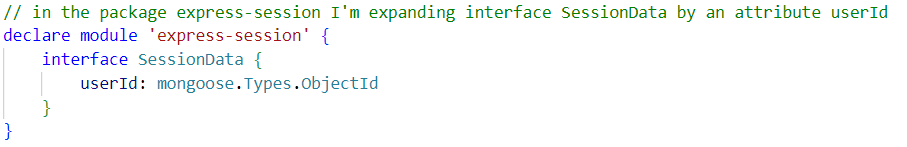 // in the package express-session I'm expanding interface SessionData by an attribute userId
declare module 'express-session' {
    interface SessionData {
        userId: mongoose.Types.ObjectId
    }
}